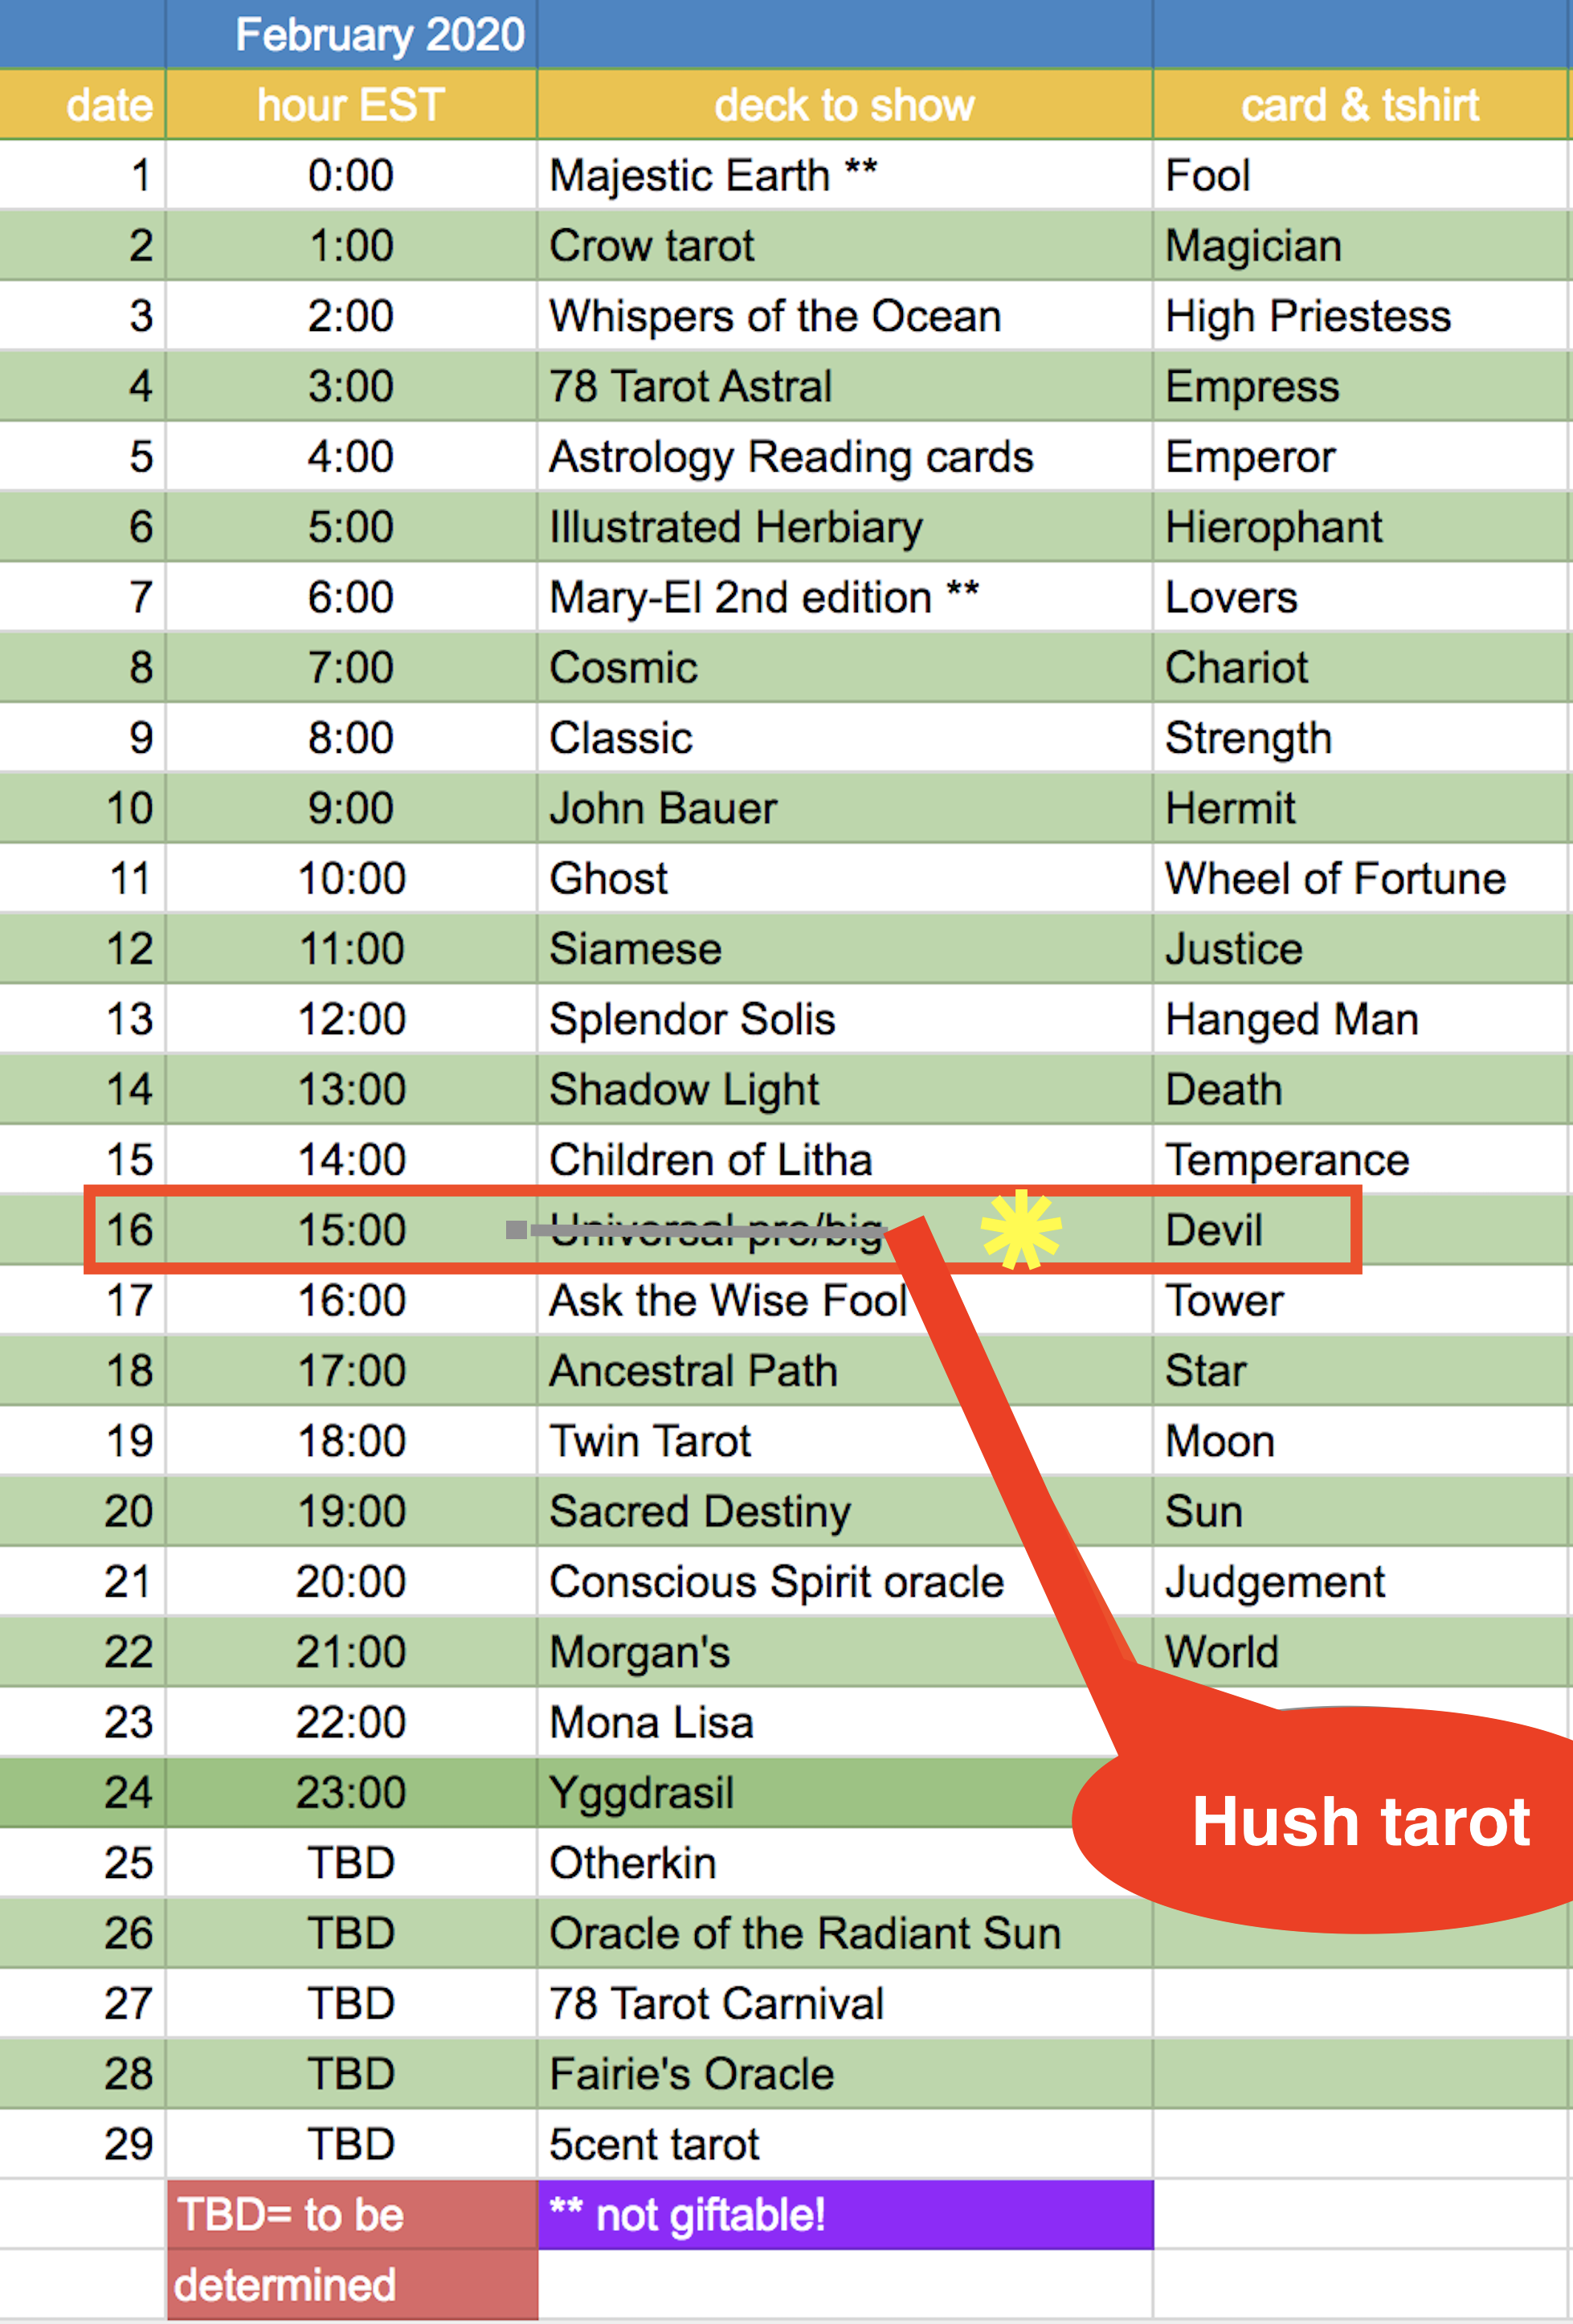 February 2020
date hour EST deck to show card & tshirt
1 0:00 Majestic Earth ** Fool
2 1:00 Crow tarot Magician
3 2:00 Whispers of the Ocean High Priestess
4 3:00 78 Tarot Astral Empress
5 4:00 Astrology Reading cards Emperor
6 5:00 Illustrated Herbiary Hierophant
7 6:00 Mary-El 2nd edition ** Lovers
8 7:00 Cosmic Chariot
9 8:00 Classic Strength
10 9:00 John Bauer Hermit
11 10:00 Ghost Wheel of Fortune
12 11:00 Siamese Justice
13 12:00 Splendor Solis Hanged Man
14 13:00 Shadow Light Death
15 14:00 Children of Litha Temperance
16 15:00 Universal pro/big Devil
17 16:00 Ask the Wise Fool Tower
18 17:00 Ancestral Path Star
19 18:00 Twin Tarot Moon
20 19:00 Sacred Destiny Sun
21 20:00 Conscious Spirit oracle Judgement
22 21:00 Morgan's World
23 22:00 Mona Lisa
24 23:00 Yggdrasil
Hush tarot
25 TBD Otherkin
26 TBD Oracle of the Radiant Sun
27 TBD 78 Tarot Carnival
28 TBD Fairie's Oracle
29 TBD 5cent tarot
TBD= to be ** not giftable!
determined